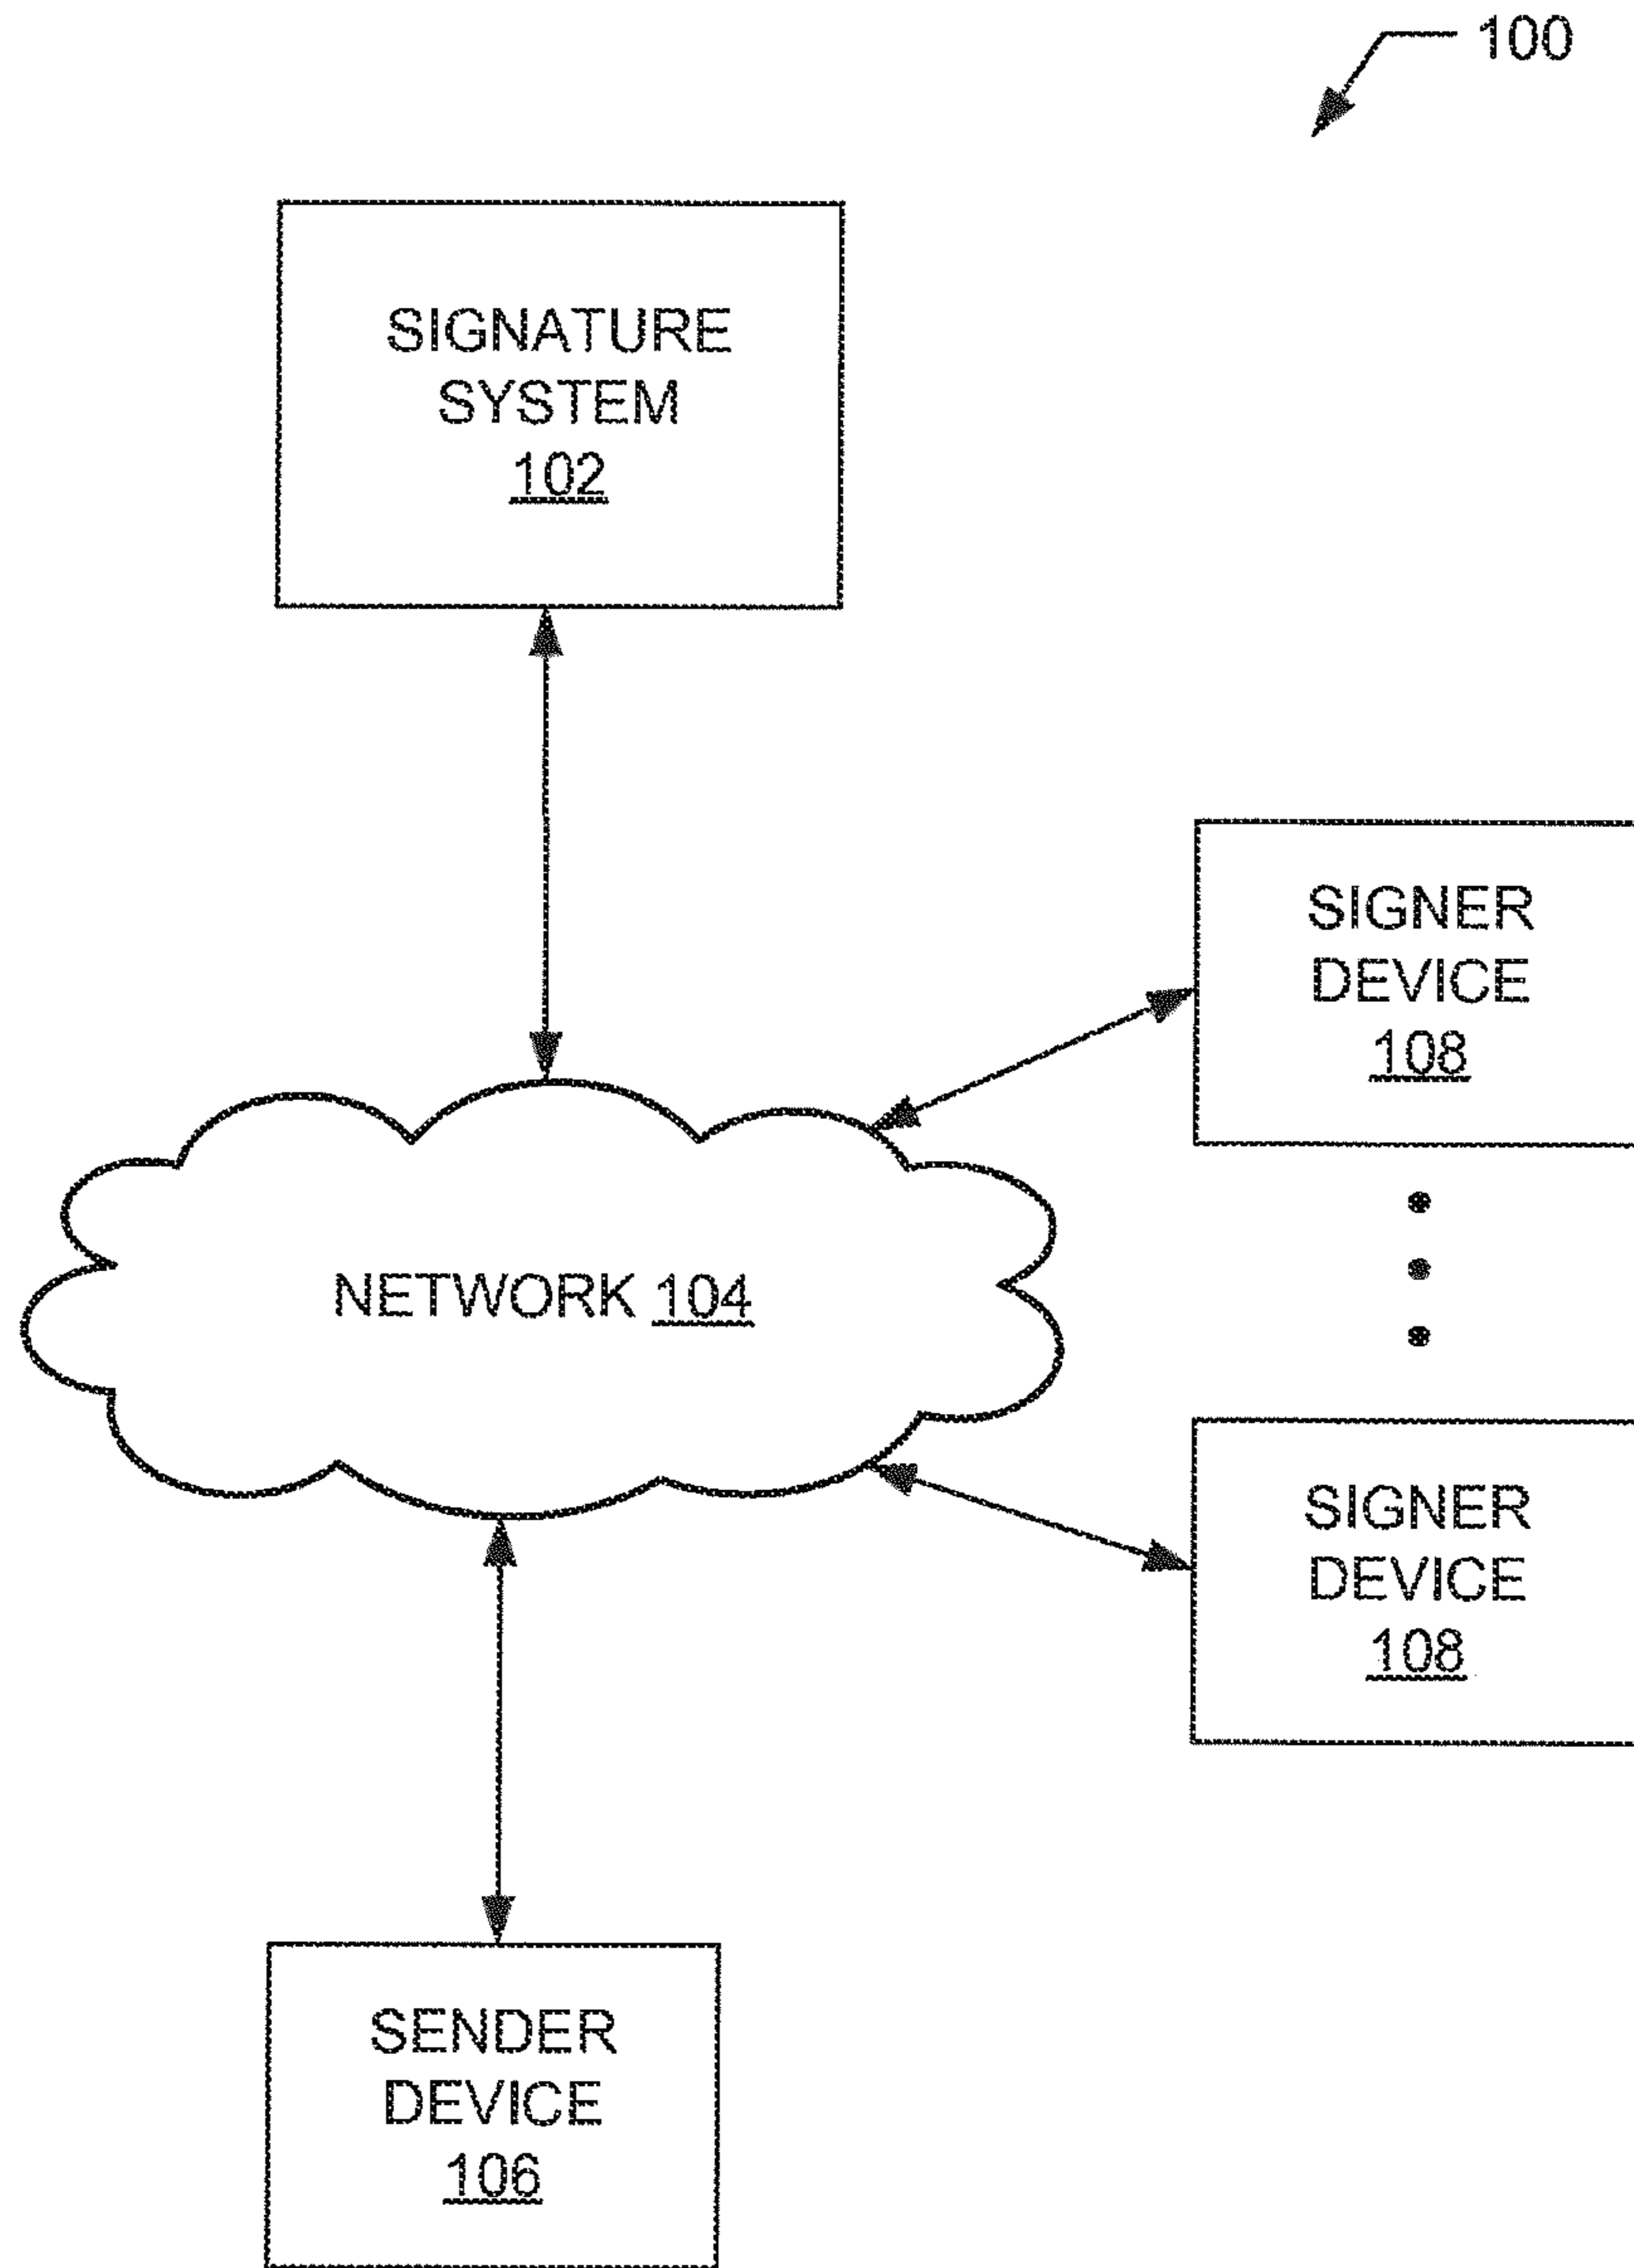 100
SIGNATURE
SYSTEM
102
SIGNER
DEVICE
108
NETWORK 104
SIGNER
DEVICE
108
SENDER
DEVICE
106